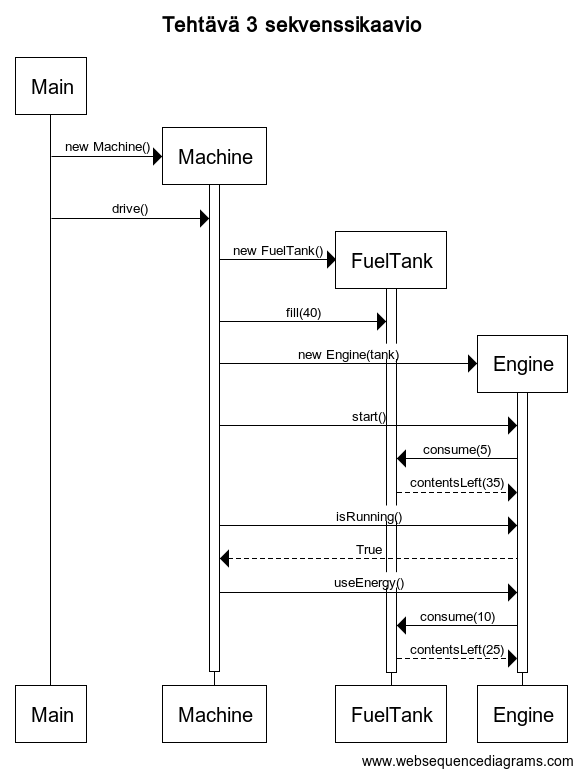 Tehtävä 3 sekvenssikaavio
Main
new Machine()
Machine
drive()
new FuelTank()
FuelTank
fill(40)
new Engine(tank)
Engine
start()
consume(5)
contentsLeft(35)
isRunning()
True
useEnergy()
consume(10)
contentsLeft(25)
Main
Machine
FuelTank
Engine
www.websequencediagrams.com